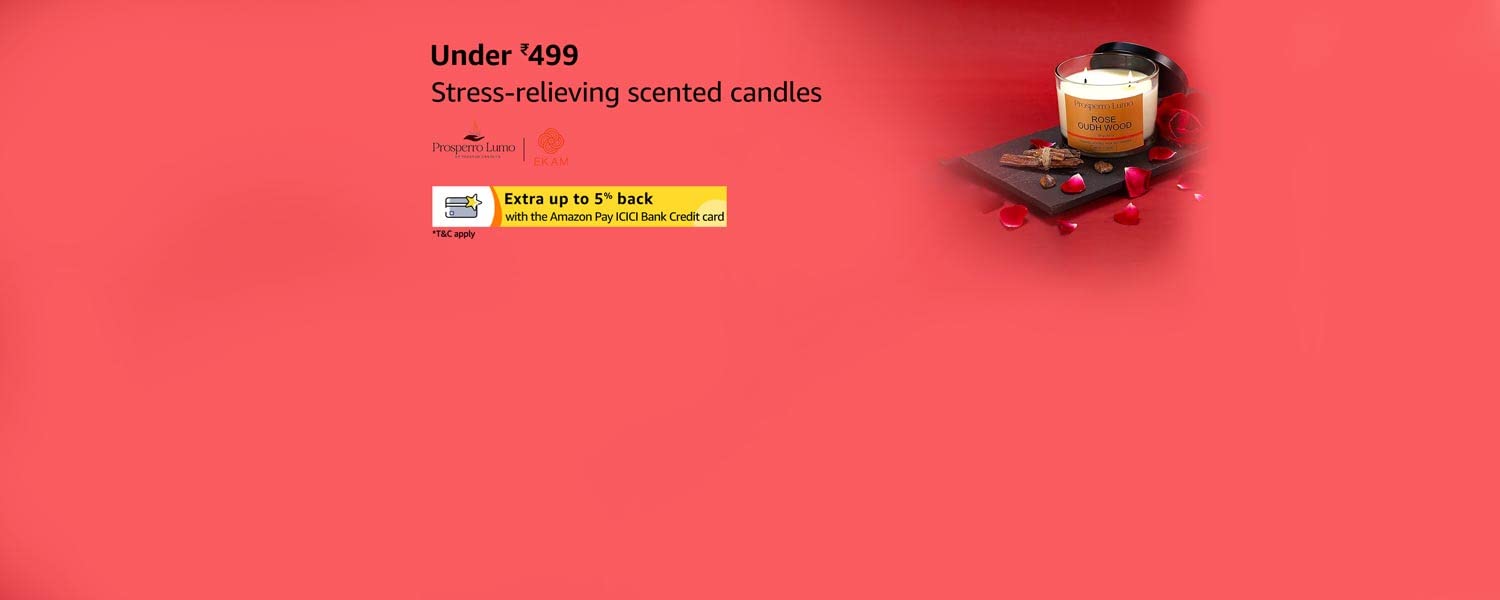 Under ₹499
Stress-relieving scented candles
Prosperro Lumo
EKAM
Extra up to 5% back
with the Amazon Pay ICICI Bank Credit card
*T&C apply
Prosperro Lumo
ROSE
OUDH WOOD